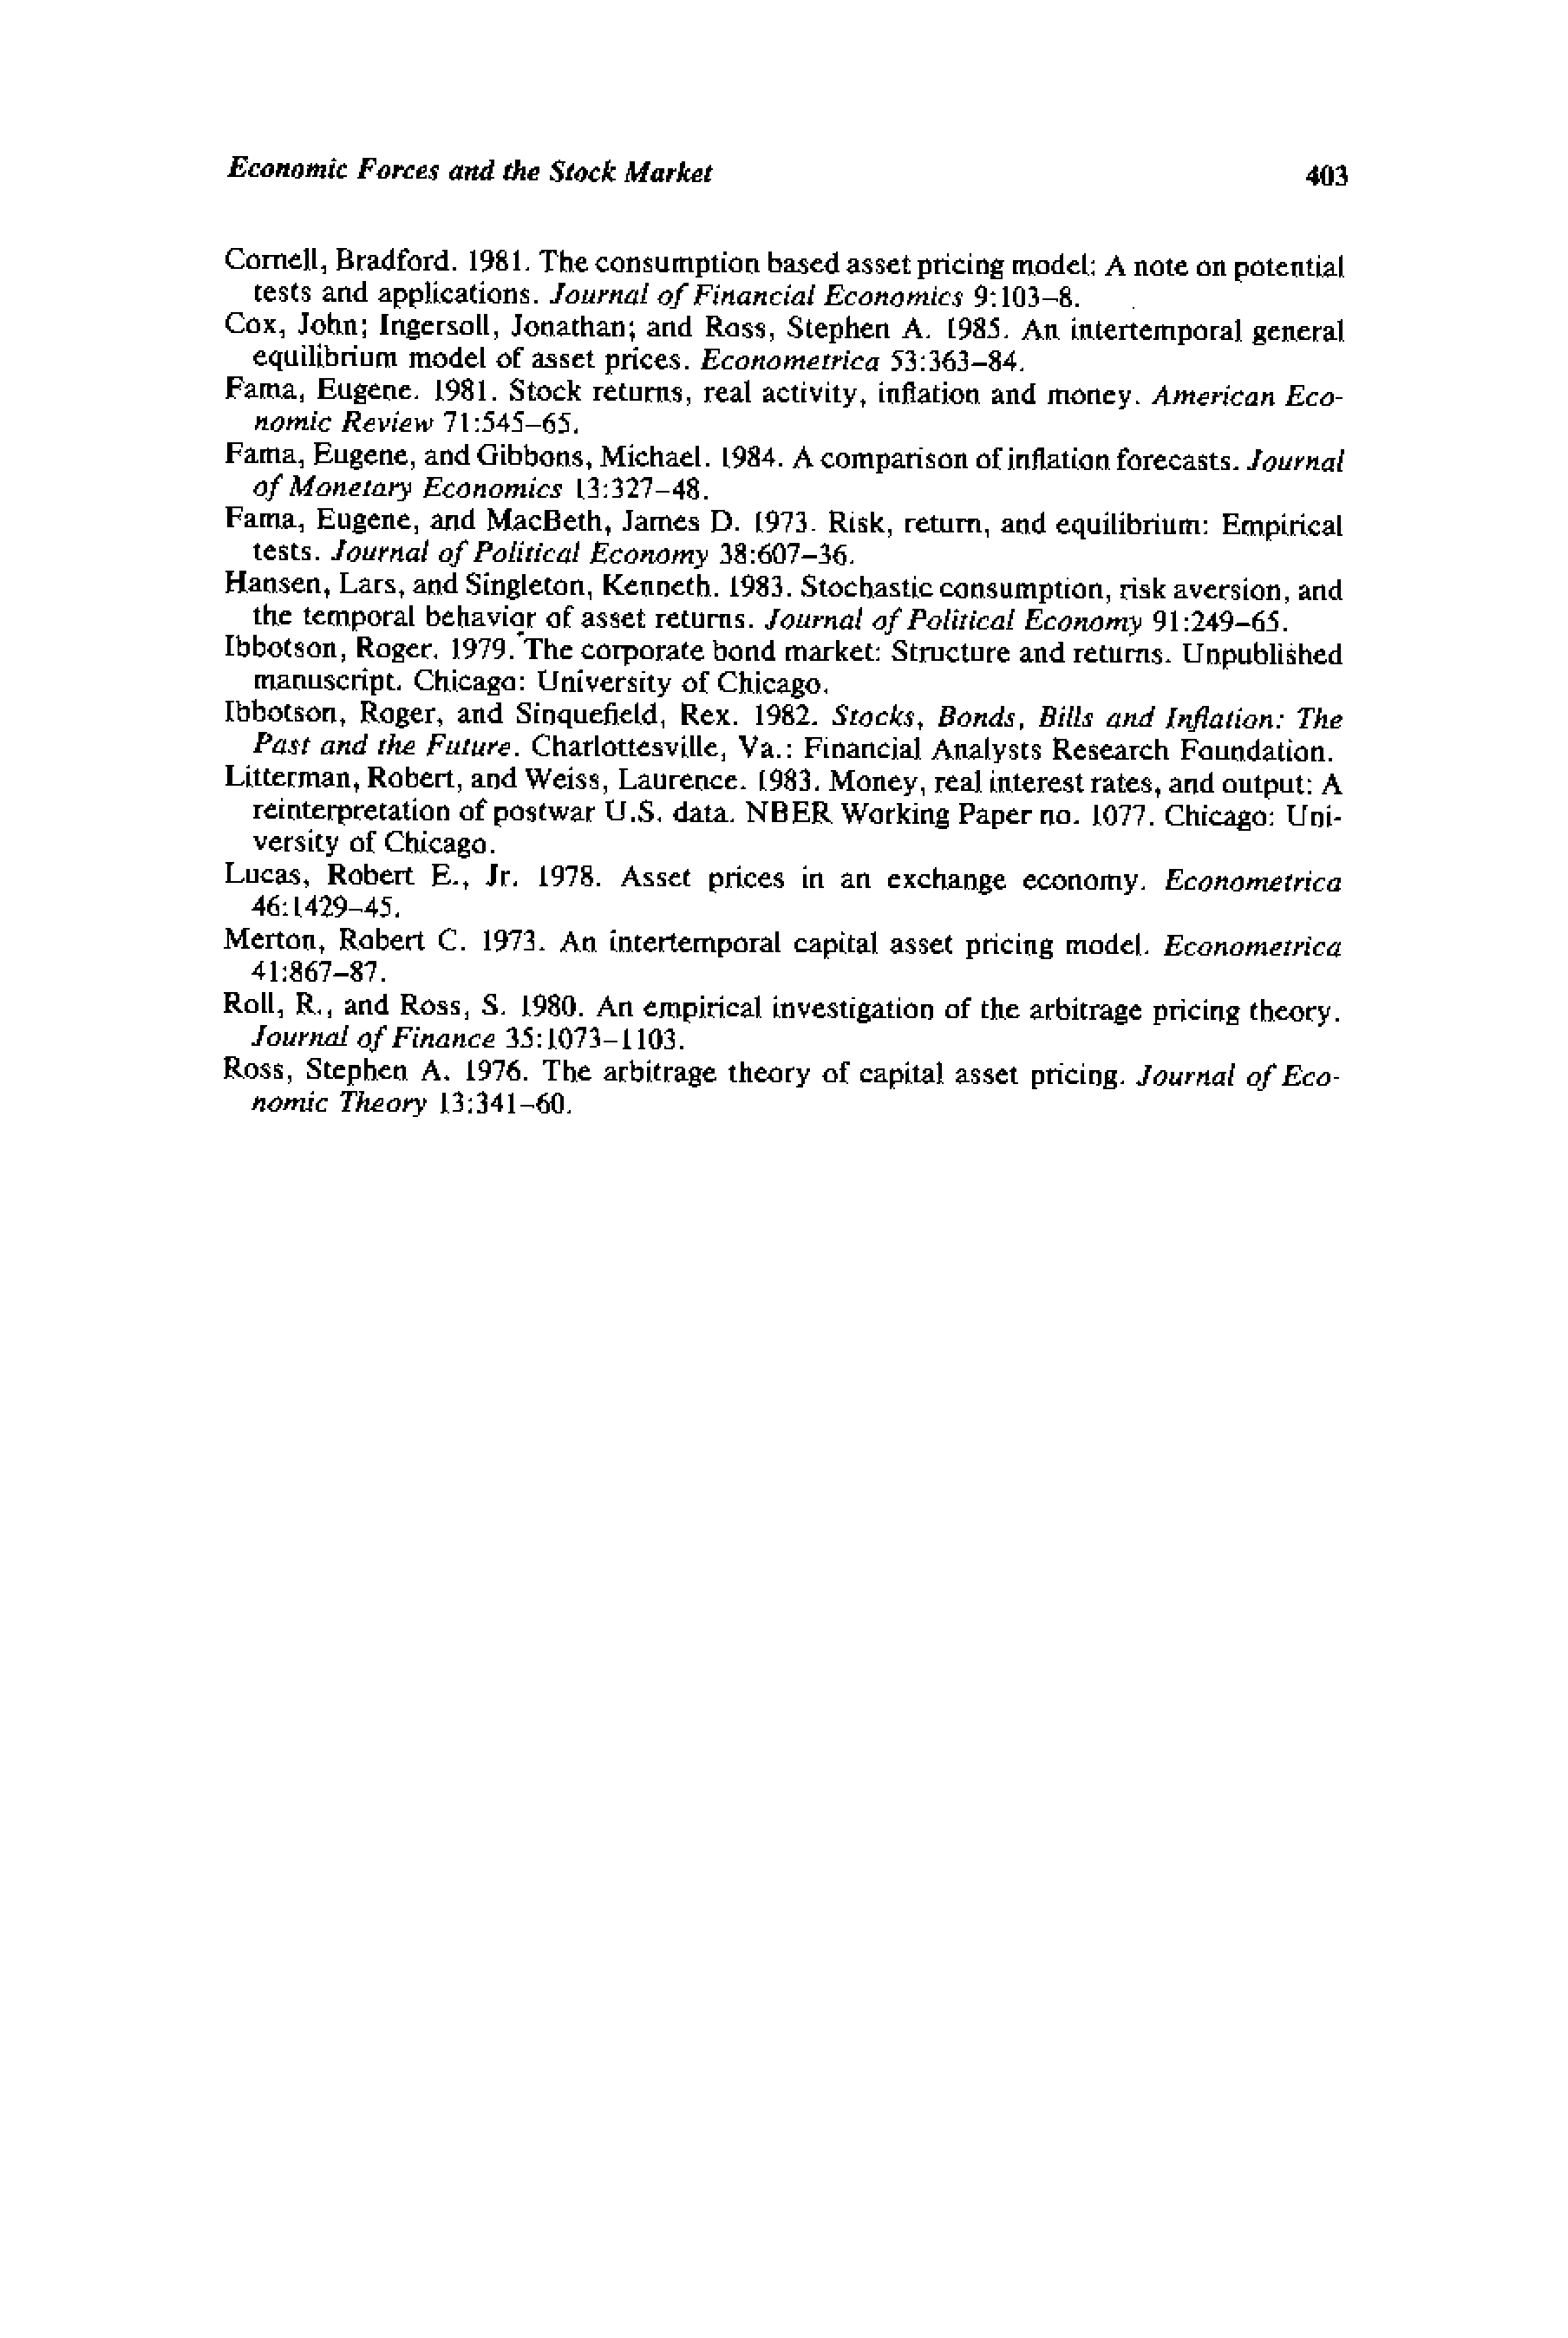 Economic Forces and the Stock Market 403
Cornell, Bradford. 1981. The consumption based asset pricing model: A note on potential
tests and applications. Journal of Financial Economics 9:103–8.
Cox, John; Ingersoll, Jonathan; and Ross, Stephen A. 1985. An intertemporal general
equilibrium model of asset prices. Econometrica 53:363–84.
Fama, Eugene. 1981. Stock returns, real activity, inflation and money. American Eco-
nomic Review 71:545–65.
Fama, Eugene, and Gibbons, Michael. 1984. A comparison of inflation forecasts. Journal
of Monetary Economics 13:327–48.
Fama, Eugene, and MacBeth, James D. 1973. Risk, return, and equilibrium: Empirical
tests. Journal of Political Economy 38:607–36.
Hansen, Lars, and Singleton, Kenneth. 1983. Stochastic consumption, risk aversion, and
the temporal behavior of asset returns. Journal of Political Economy 91:249–65.
Ibbotson, Roger. 1979. The corporate bond market: Structure and returns. Unpublished
manuscript. Chicago: University of Chicago.
Ibbotson, Roger, and Sinquefield, Rex. 1982. Stocks, Bonds, Bills and Inflation: The
Past and the Future. Charlottesville, Va.: Financial Analysts Research Foundation.
Litterman, Robert, and Weiss, Laurence. 1983. Money, real interest rates, and output: A
reinterpretation of postwar U.S. data. NBER Working Paper no. 1077. Chicago: Uni-
versity of Chicago.
Lucas, Robert E., Jr. 1978. Asset prices in an exchange economy. Econometrica
46:1429–45.
Merton, Robert C. 1973. An intertemporal capital asset pricing model. Econometrica
41:867–87.
Roll, R., and Ross, S. 1980. An empirical investigation of the arbitrage pricing theory.
Journal of Finance 35:1073–1103.
Ross, Stephen A. 1976. The arbitrage theory of capital asset pricing. Journal of Eco-
nomic Theory 13:341–60.